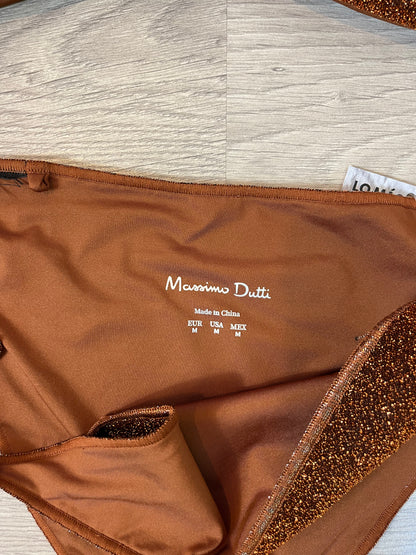 Massimo Dutti
Made in China
EUR USA MEX
M M M